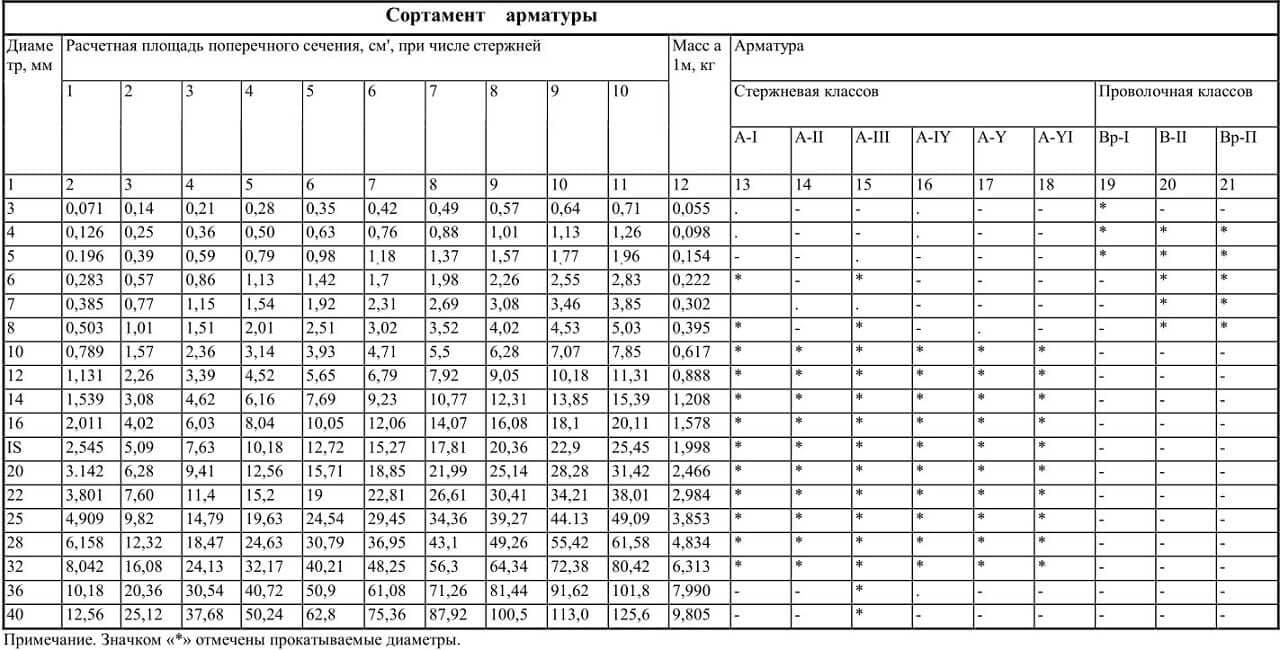 Сортамент арматуры
Диаме Расчетная площадь поперечного сечения, см', при числе стержней Масс а Арматура
тр, мм 1м, кг
1 2 3 4 5 6 7 8 9 10 Стержневая классов Проволочная классов
A-I A-II A-III A-IY A-Y A-YI Bp-I B-II Вр-П
1 2 3 4 5 6 7 8 9 10 11 12 13 14 15 16 17 18 19 20 21
3 0,071 0,14 0,21 0,28 0,35 0,42 0,49 0,57 0,64 0,71 0,055 . - - . - - * - -
4 0,126 0,25 0,36 0,50 0,63 0,76 0,88 1,01 1,13 1,26 0,098 . - - . - - * * *
5 0.196 0,39 0,59 0,79 0,98 1,18 1,37 1,57 1,77 1,96 0,154 - - . - - - * * *
6 0,283 0,57 0,86 1,13 1,42 1,7 1,98 2,26 2,55 2,83 0,222 * - * - - - - * *
7 0,385 0,77 1,15 1,54 1,92 2,31 2,69 3,08 3,46 3,85 0,302 . . - - - - * *
8 0,503 1,01 1,51 2,01 2,51 3,02 3,52 4,02 4,53 5,03 0,395 * - * - . - - * *
10 0,789 1,57 2,36 3,14 3,93 4,71 5,5 6,28 7,07 7,85 0,617 * * * * * * - - -
12 1,131 2,26 3,39 4,52 5,65 6,79 7,92 9,05 10,18 11,31 0,888 * * * * * * - - -
14 1,539 3,08 4,62 6,16 7,69 9,23 10,77 12,31 13,85 15,39 1,208 * * * * * * - - -
16 2,011 4,02 6,03 8,04 10,05 12,06 14,07 16,08 18,1 20,11 1,578 * * * * * * - - -
IS 2,545 5,09 7,63 10,18 12,72 15,27 17,81 20,36 22,9 25,45 1,998 * * * * * * - - -
20 3.142 6,28 9,41 12,56 15,71 18,85 21,99 25,14 28,28 31,42 2,466 * * * * * * - - -
22 3,801 7,60 11,4 15,2 19 22,81 26,61 30,41 34,21 38,01 2,984 * * * * * * - - -
25 4,909 9,82 14,79 19,63 24,54 29,45 34,36 39,27 44.13 49,09 3,853 * * * * * * - - -
28 6,158 12,32 18,47 24,63 30,79 36,95 43,1 49,26 55,42 61,58 4,834 * * * * * * - - -
32 8,042 16,08 24,13 32,17 40,21 48,25 56,3 64,34 72,38 80,42 6,313 * * * * * * - - -
36 10,18 20,36 30,54 40,72 50,9 61,08 71,26 81,44 91,62 101,8 7,990 - - * . - - - - -
40 12,56 25,12 37,68 50,24 62,8 75,36 87,92 100,5 113,0 125,6 9,805 - - * - - - - - -
Примечание. Значком «*» отмечены прокатываемые диаметры.